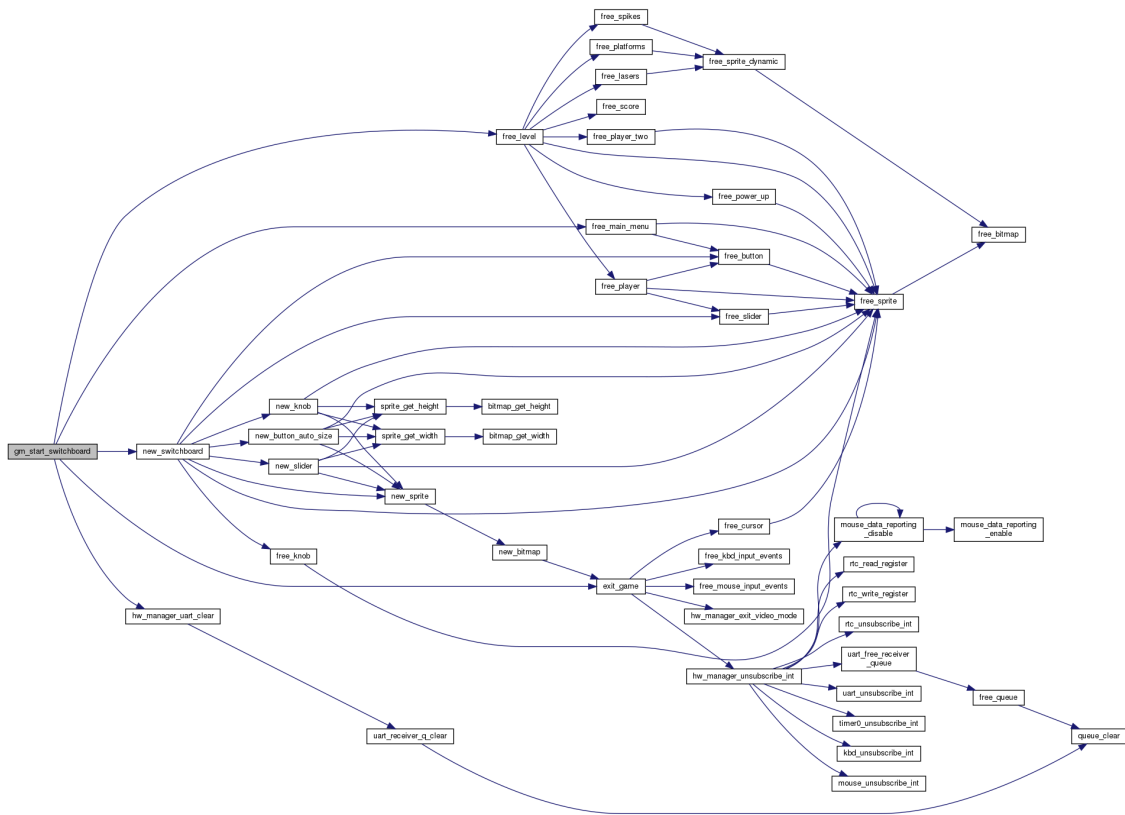 free_spikes
free_platforms
free_sprite_dynamic
free_lasers
free_score
free_level
free_player_two
free_power_up
free_main_menu
free_bitmap
free_button
free_player
free_sprite
free_slider
new_knob
sprite_get_height
bitmap_get_height
new_button_auto_size
sprite_get_width
bitmap_get_width
gm_start_switchboard
new_switchboard
new_slider
new_sprite
free_cursor
mouse_data_reporting
_disable
mouse_data_reporting
_enable
new_bitmap
free_knob
free_kbd_input_events
rtc_read_register
exit_game
free_mouse_input_events
rtc_write_register
hw_manager_uart_clear
hw_manager_exit_video_mode
rtc_unsubscribe_int
uart_free_receiver
_queue
hw_manager_unsubscribe_int
uart_unsubscribe_int
free_queue
timer0_unsubscribe_int
uart_receiver_q_clear
queue_clear
kbd_unsubscribe_int
mouse_unsubscribe_int